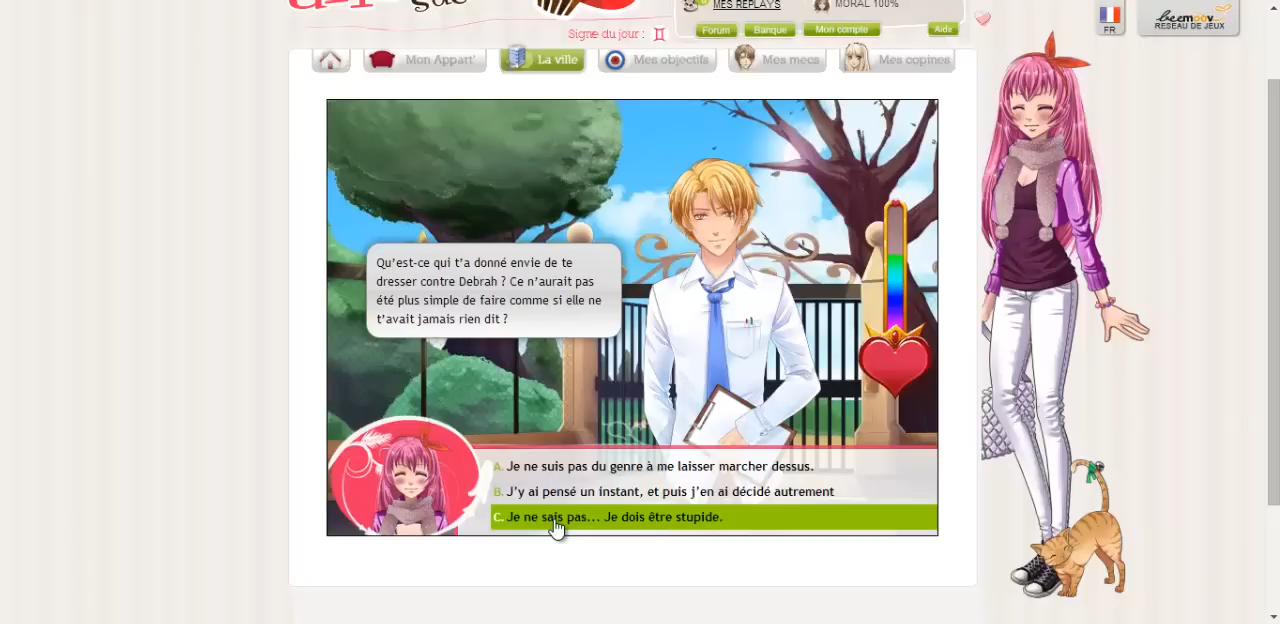 MES REPLAYS
MORAL 100%
Signe du jour :
Forum
Banque
Mon compte
Aide
FR
beemoov
RESEAU DE JEUX
Mon Appart'
La ville
Mes objectifs
Mes mecs
Mes copines
Qu'est-ce qui t'a donné envie de te
dresser contre Debrah ? Ce n'aurait pas
été plus simple de faire comme si elle ne
t'avait jamais rien dit ?
A. Je ne suis pas du genre à me laisser marcher dessus.
B. J'y ai pensé un instant, et puis j'en ai décidé autrement
C. Je ne sais pas... Je dois être stupide.